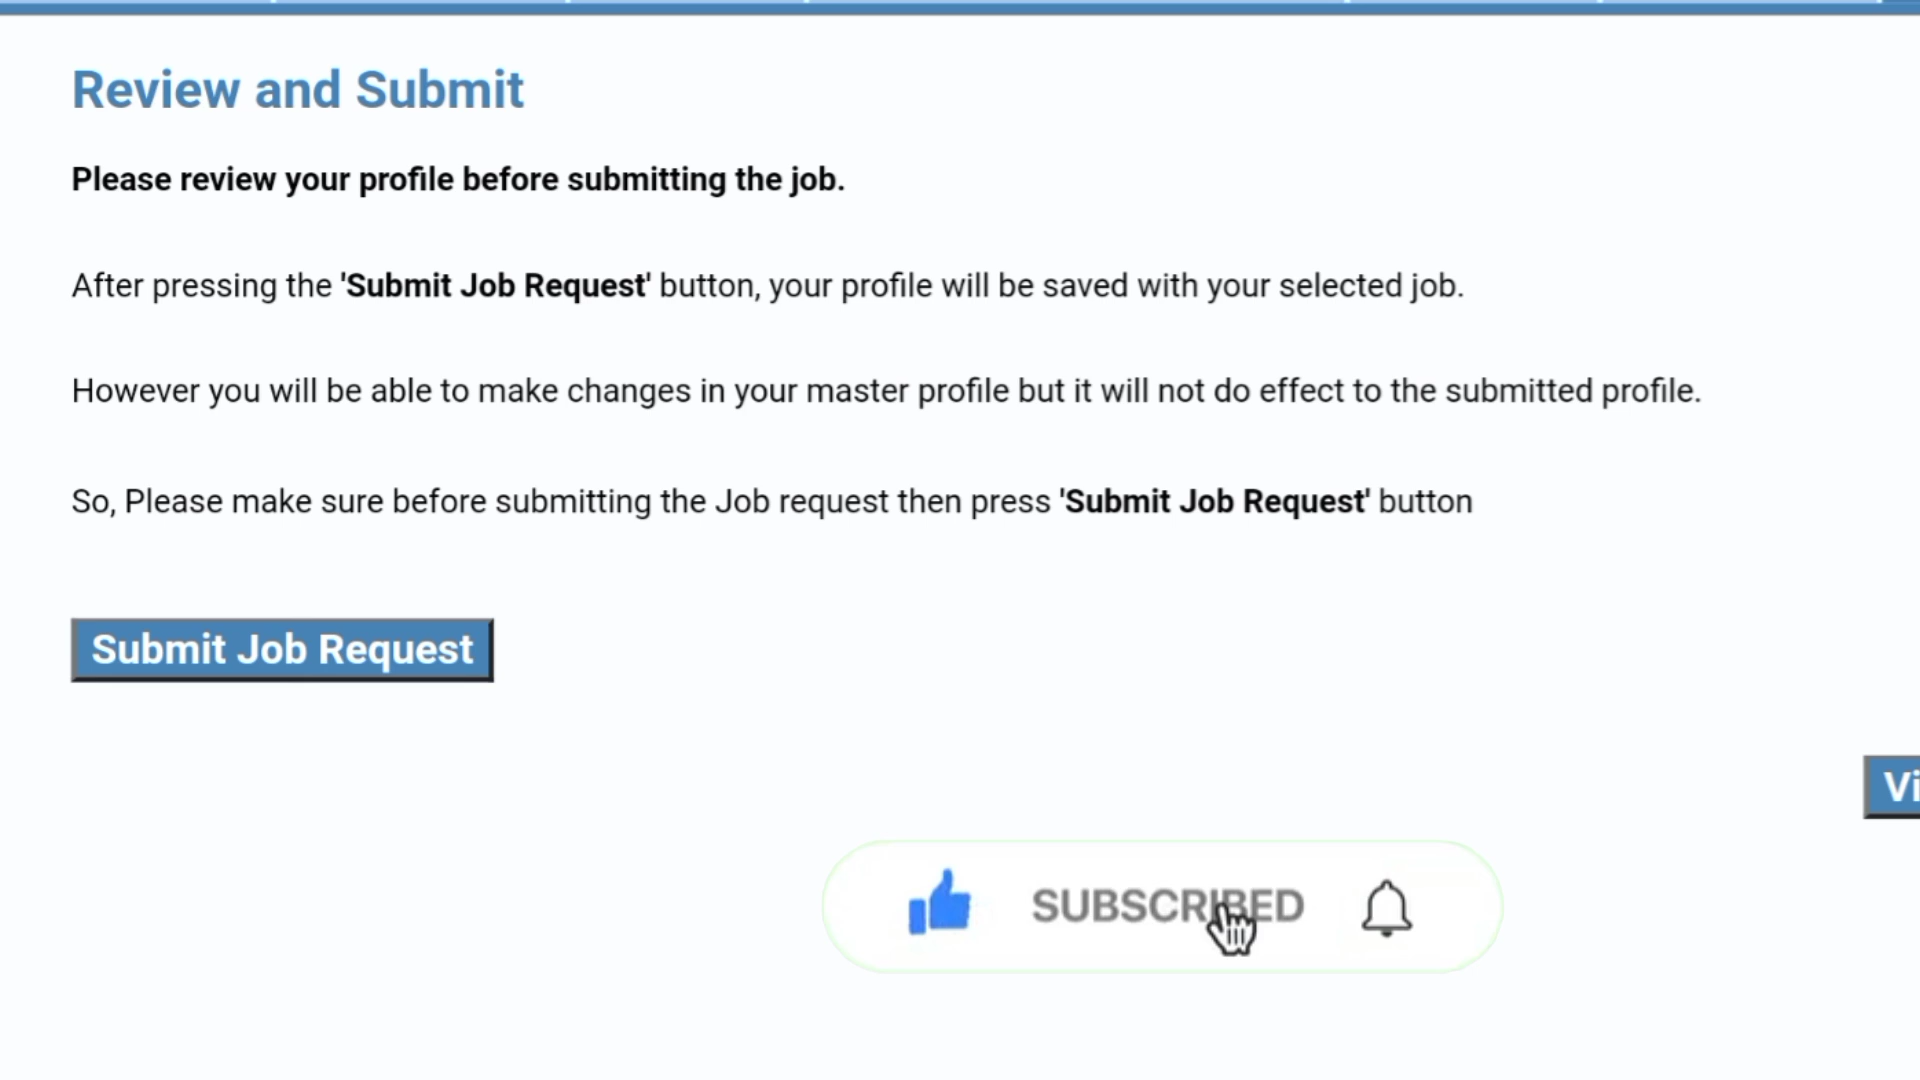 Review and Submit
Please review your profile before submitting the job.
After pressing the 'Submit Job Request' button, your profile will be saved with your selected job.
However you will be able to make changes in your master profile but it will not do effect to the submitted profile.
So, Please make sure before submitting the Job request then press 'Submit Job Request' button
Submit Job Request
Vi
SUBSCRIBED